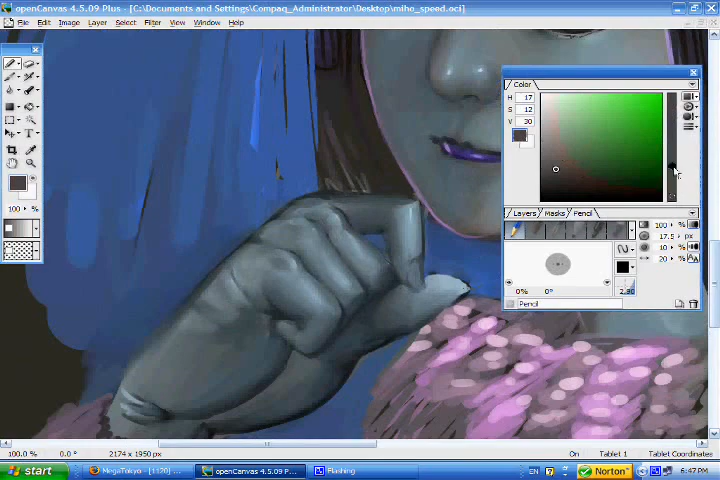 openCanvas 4.5.09 Plus - [C:\Documents and Settings\Compaq_Administrator\Desktop\miho_speed.oci]
File Edit Image Layer Select Filter View Window Help
Color
H 17
S 12
V 30
100 %
Layers Masks Pencil
100 %
17.5 px
10 %
20 %
0% 0° 2.90
Pencil
100.0 % 0.0 ° 2174 x 1950 px On Tablet 1 Tablet Coordinates
start MegaTokyo - [1120] ... openCanvas 4.5.09 P... Flashing EN Norton 6:47 PM